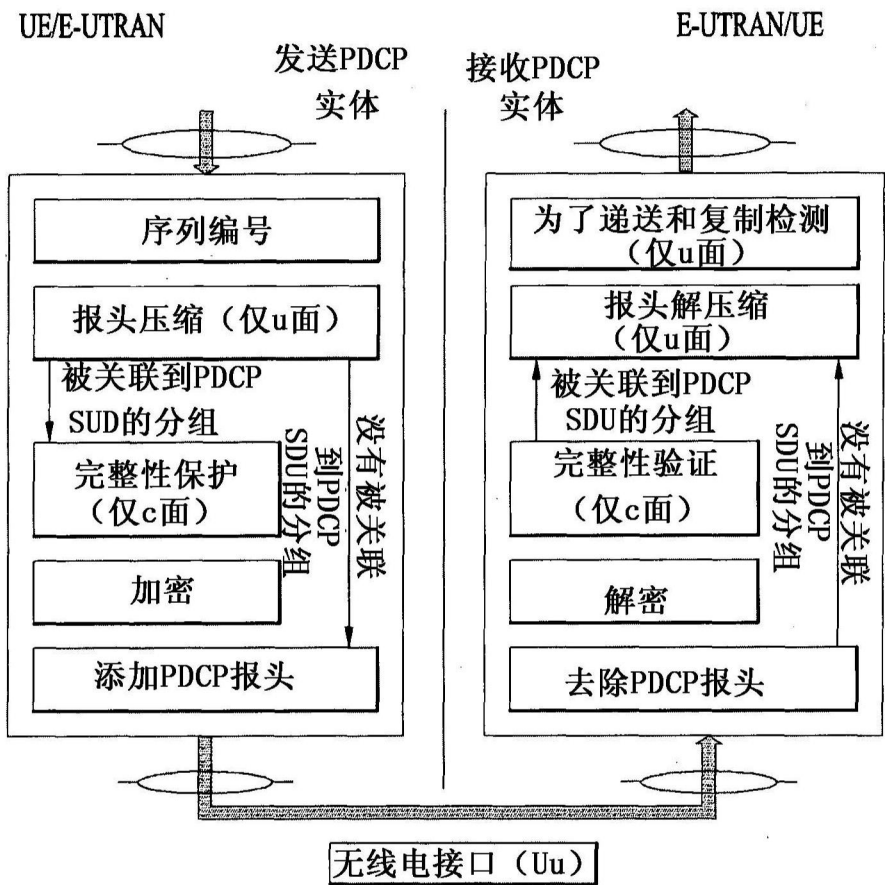 UE/E-UTRAN
E-UTRAN/UE
发送PDCP
实体
接收PDCP
实体
序列编号
报头压缩（仅u面）
被关联到PDCP
SUD的分组
没有被关联
到PDCP
SDU的分组
完整性保护
（仅c面）
加密
添加PDCP报头
为了递送和复制检测
（仅u面）
报头解压缩
（仅u面）
被关联到PDCP
SDU的分组
没有被关联
到PDCP
SDU的分组
完整性验证
（仅c面）
解密
去除PDCP报头
无线电接口（Uu）